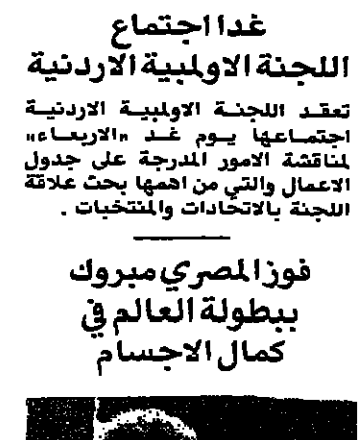 غدا اجتماع
اللجنة الاولمبية الاردنية
تعقد اللجنة الاولمبية الاردنية
اجتماعها يوم غد «الاربعاء»
لمناقشة الامور المدرجة على جدول
الاعمال والتي من اهمها بحث علاقة
اللجنة بالاتحادات والمنتخبات .
فوز المصري مبروك
ببطولة العالم في
كمال الاجسام